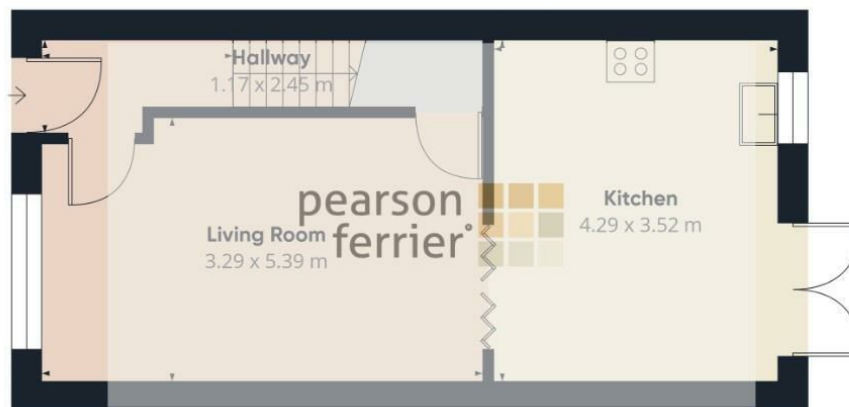 Hallway
1.17 x 2.45 m
pearson
ferrier
Living Room
3.29 x 5.39 m
Kitchen
4.29 x 3.52 m